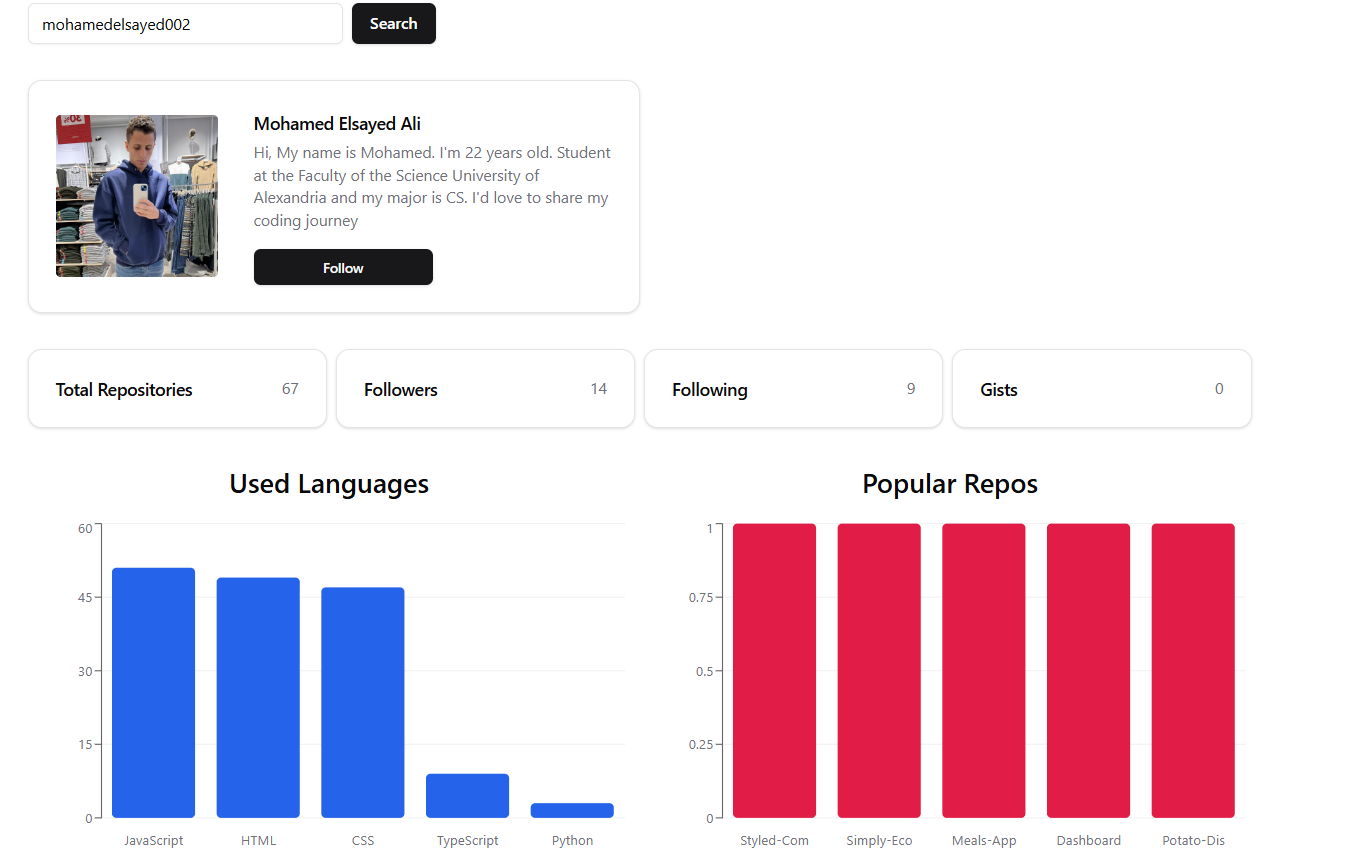 mohamedelsayed002
Search
Mohamed Elsayed Ali
Hi, My name is Mohamed. I'm 22 years old. Student
at the Faculty of the Science University of
Alexandria and my major is CS. I'd love to share my
coding journey
Follow
Total Repositories 67
Followers 14
Following 9
Gists 0
Used Languages
60
45
30
15
0
JavaScript HTML CSS TypeScript Python
Popular Repos
1
0.75
0.5
0.25
0
Styled-Com Simply-Eco Meals-App Dashboard Potato-Dis